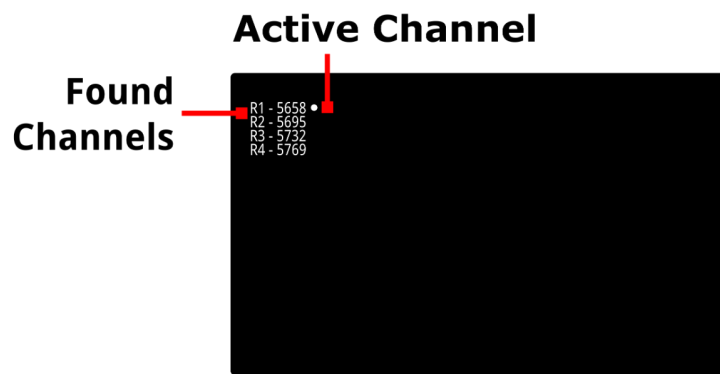 Active Channel
Found
Channels
R1 - 5658
R2 - 5695
R3 - 5732
R4 - 5769